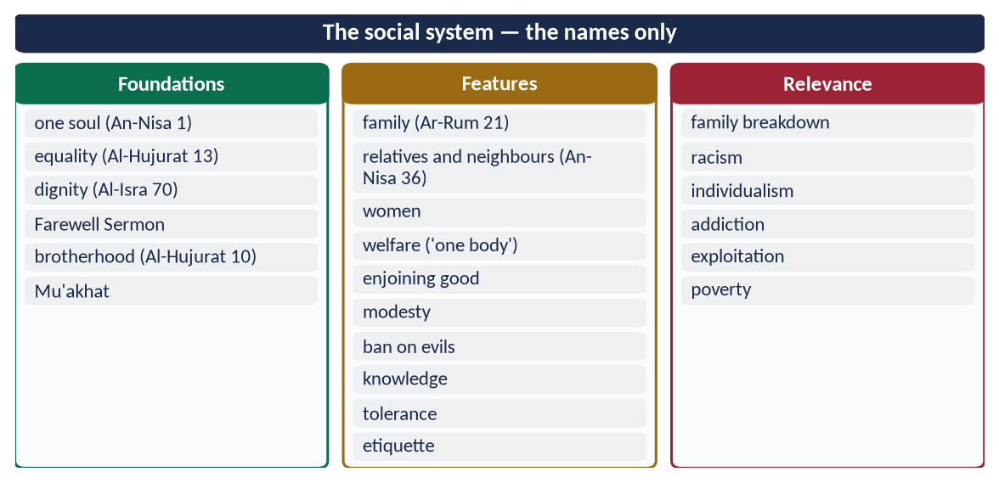 The social system — the names only
Foundations
one soul (An-Nisa 1)
equality (Al-Hujurat 13)
dignity (Al-Isra 70)
Farewell Sermon
brotherhood (Al-Hujurat 10)
Mu'akhat
Features
family (Ar-Rum 21)
relatives and neighbours (An-
Nisa 36)
women
welfare ('one body')
enjoining good
modesty
ban on evils
knowledge
tolerance
etiquette
Relevance
family breakdown
racism
individualism
addiction
exploitation
poverty